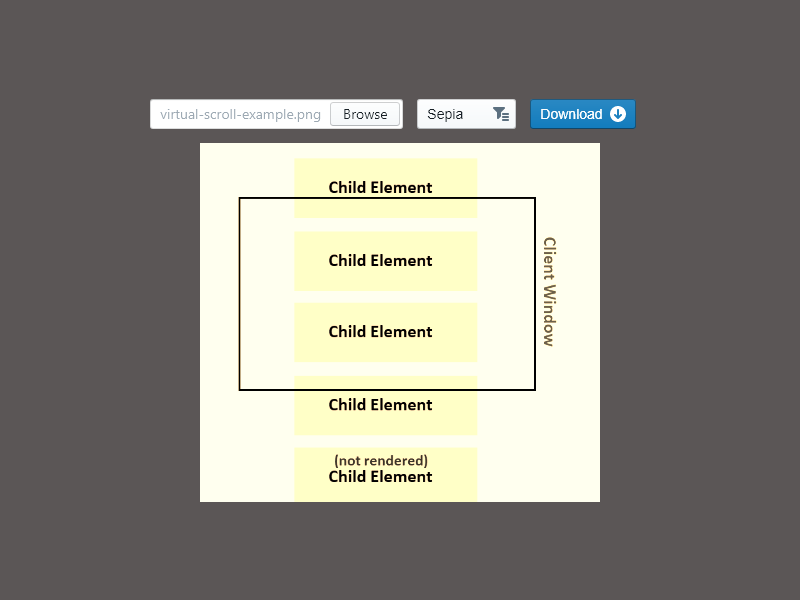 virtual-scroll-example.png Browse Sepia Download
Child Element
Child Element
Client Window
Child Element
Child Element
(not rendered)
Child Element